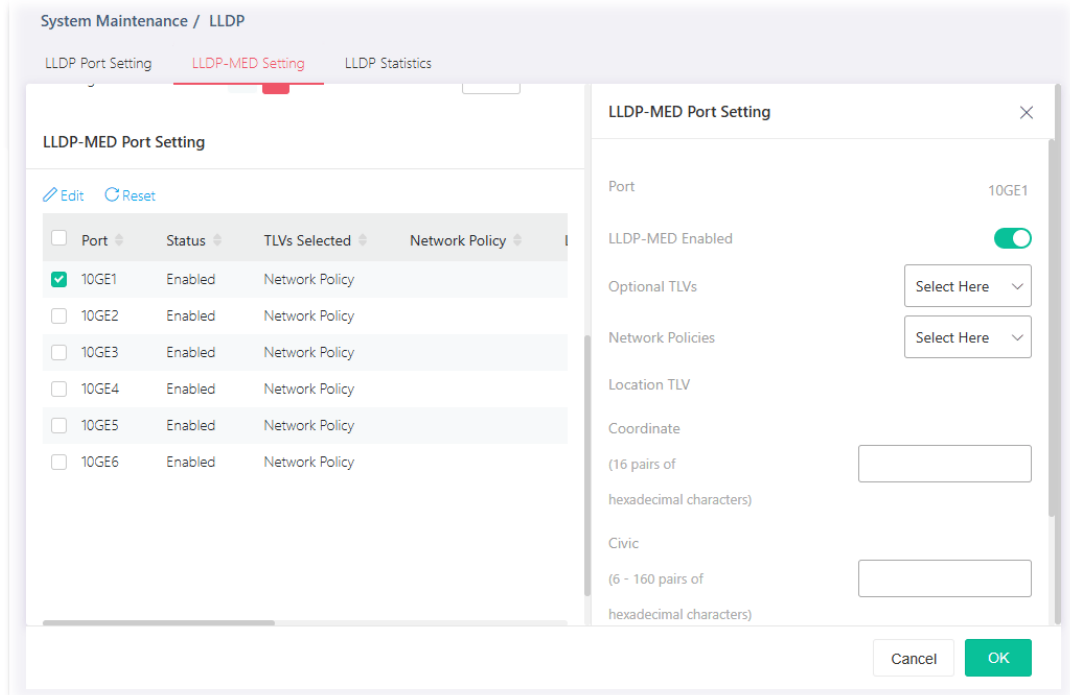 System Maintenance / LLDP
LLDP Port Setting LLDP-MED Setting LLDP Statistics
LLDP-MED Port Setting
Edit Reset
Port Status TLVs Selected Network Policy
10GE1 Enabled Network Policy
10GE2 Enabled Network Policy
10GE3 Enabled Network Policy
10GE4 Enabled Network Policy
10GE5 Enabled Network Policy
10GE6 Enabled Network Policy
LLDP-MED Port Setting
Port 10GE1
LLDP-MED Enabled
Optional TLVs Select Here
Network Policies Select Here
Location TLV
Coordinate
(16 pairs of
hexadecimal characters)
Civic
(6 - 160 pairs of
hexadecimal characters)
Cancel OK